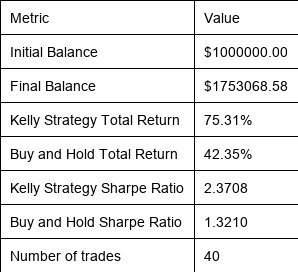 Metric Value
Initial Balance $1000000.00
Final Balance $1753068.58
Kelly Strategy Total Return 75.31%
Buy and Hold Total Return 42.35%
Kelly Strategy Sharpe Ratio 2.3708
Buy and Hold Sharpe Ratio 1.3210
Number of trades 40